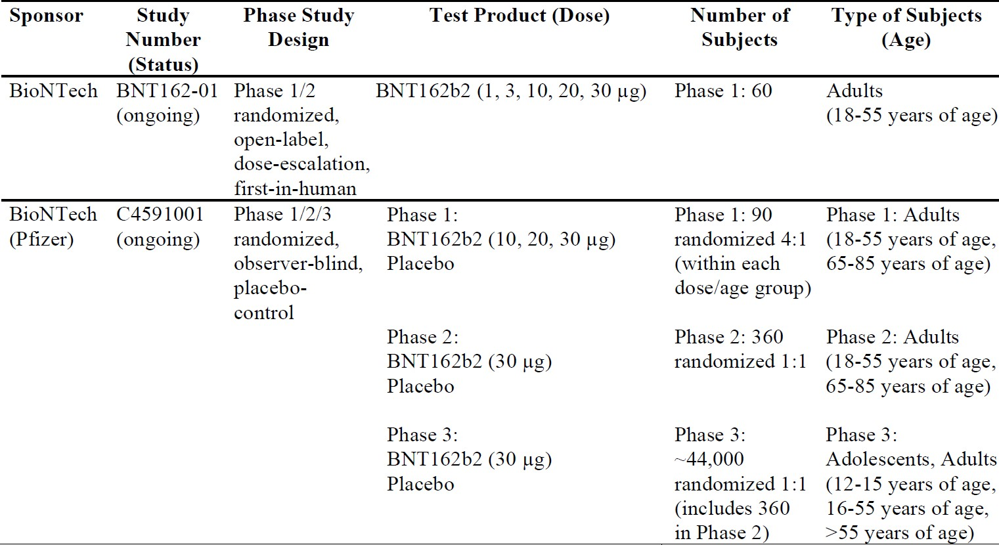 Sponsor
Study
Number
(Status)
Phase Study
Design
Test Product (Dose)
Number of
Subjects
Type of Subjects
(Age)
BioNTech
BNT162-01
(ongoing)
Phase 1/2
randomized,
open-label,
dose-escalation,
first-in-human
BNT162b2 (1, 3, 10, 20, 30 µg)
Phase 1: 60
Adults
(18-55 years of age)
BioNTech
(Pfizer)
C4591001
(ongoing)
Phase 1/2/3
randomized,
observer-blind,
placebo-
control
Phase 1:
BNT162b2 (10, 20, 30 µg)
Placebo
Phase 1: 90
randomized 4:1
(within each
dose/age group)
Phase 1: Adults
(18-55 years of age,
65-85 years of age)
Phase 2:
BNT162b2 (30 µg)
Placebo
Phase 2: 360
randomized 1:1
Phase 2: Adults
(18-55 years of age,
65-85 years of age)
Phase 3:
BNT162b2 (30 µg)
Placebo
Phase 3:
~44,000
randomized 1:1
(includes 360
in Phase 2)
Phase 3:
Adolescents, Adults
(12-15 years of age,
16-55 years of age,
>55 years of age)